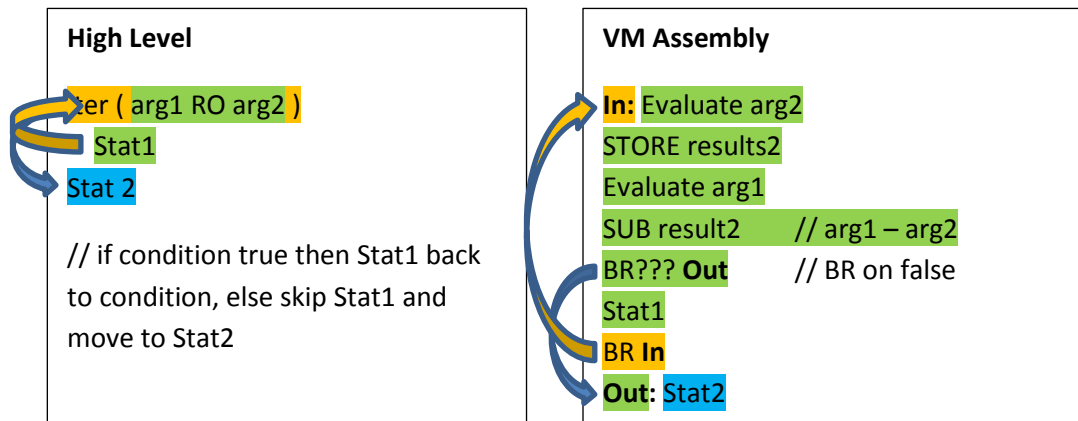 High Level
iter ( arg1 RO arg2 )
Stat1
Stat 2
// if condition true then Stat1 back
to condition, else skip Stat1 and
move to Stat2
VM Assembly
In: Evaluate arg2
STORE results2
Evaluate arg1
SUB result2 // arg1 – arg2
BR??? Out // BR on false
Stat1
BR In
Out: Stat2